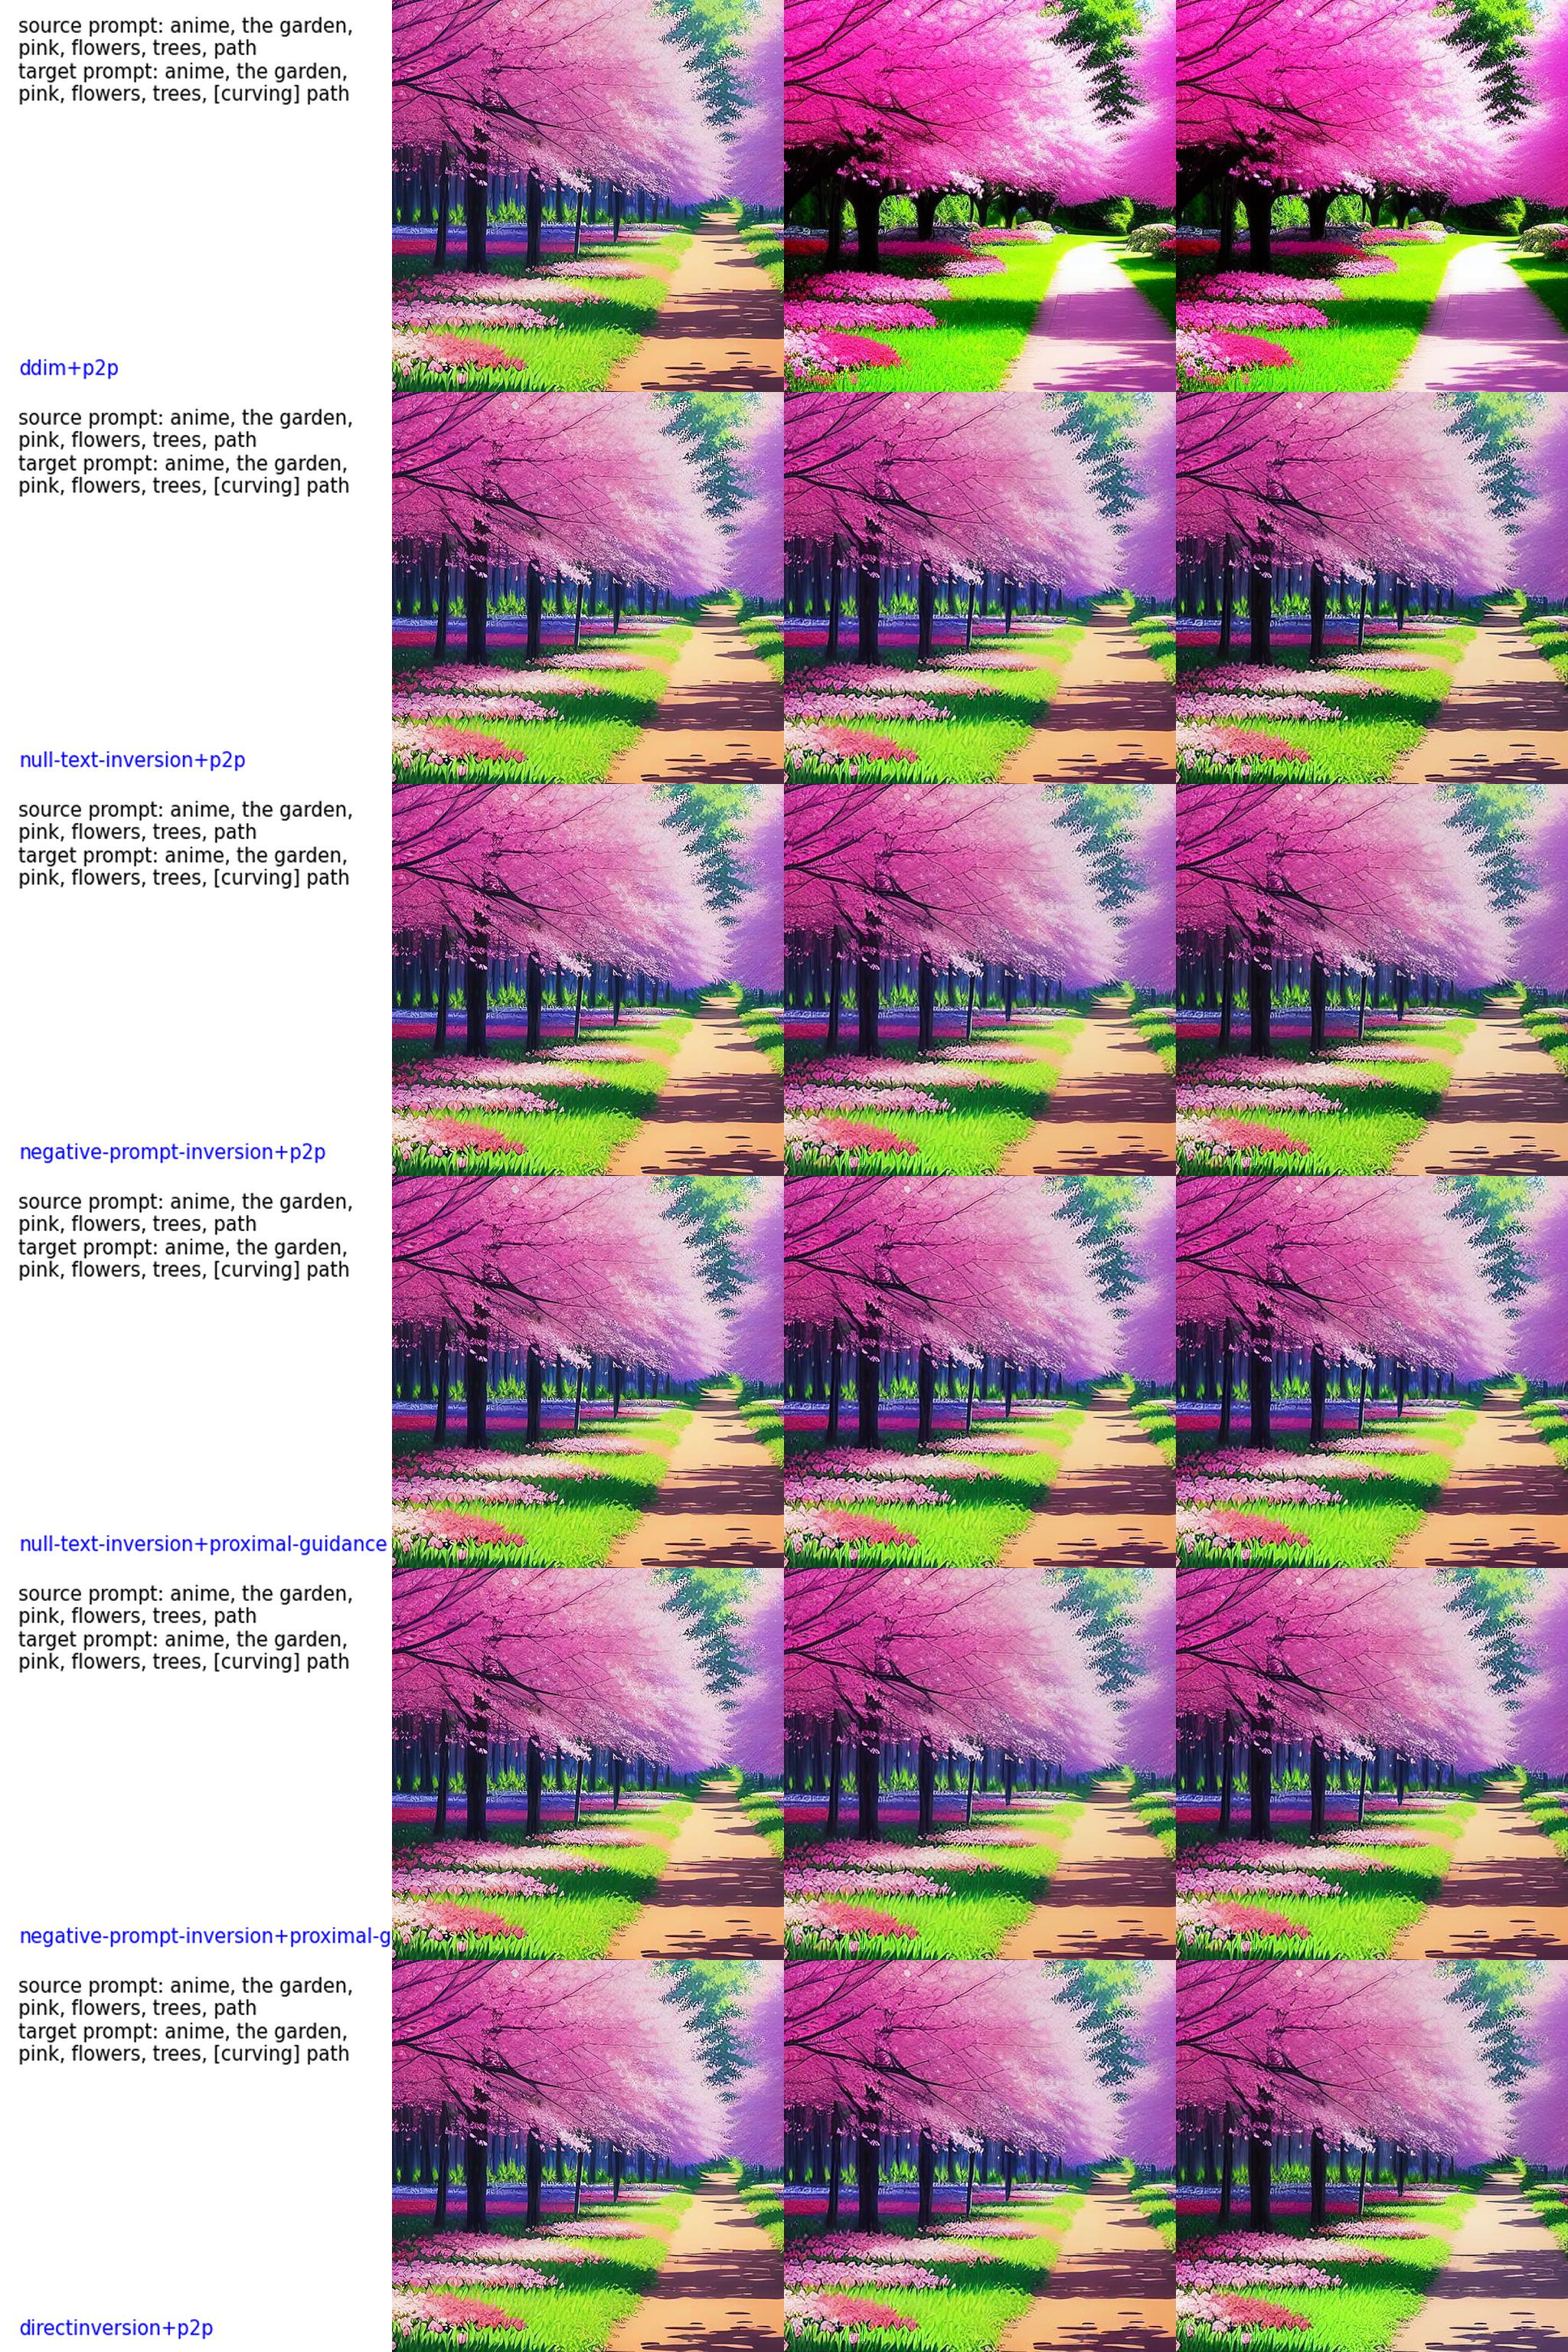 source prompt: anime, the garden,
pink, flowers, trees, path
target prompt: anime, the garden,
pink, flowers, trees, [curving] path
ddim+p2p
source prompt: anime, the garden,
pink, flowers, trees, path
target prompt: anime, the garden,
pink, flowers, trees, [curving] path
null-text-inversion+p2p
source prompt: anime, the garden,
pink, flowers, trees, path
target prompt: anime, the garden,
pink, flowers, trees, [curving] path
negative-prompt-inversion+p2p
source prompt: anime, the garden,
pink, flowers, trees, path
target prompt: anime, the garden,
pink, flowers, trees, [curving] path
null-text-inversion+proximal-guidance
source prompt: anime, the garden,
pink, flowers, trees, path
target prompt: anime, the garden,
pink, flowers, trees, [curving] path
negative-prompt-inversion+proximal-g
source prompt: anime, the garden,
pink, flowers, trees, path
target prompt: anime, the garden,
pink, flowers, trees, [curving] path
directinversion+p2p